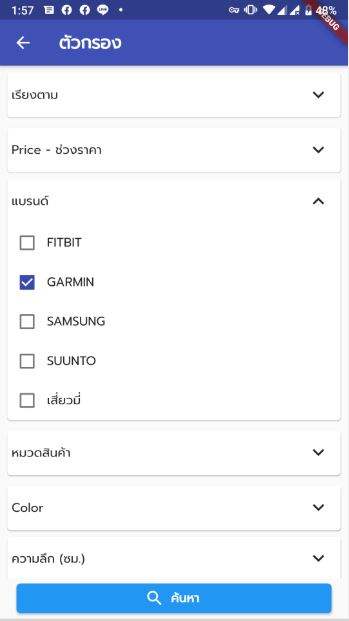 1:57
48%
DEBUG
ตัวกรอง
เรียงตาม
Price - ช่วงราคา
แบรนด์
FITBIT
GARMIN
SAMSUNG
SUUNTO
เสี่ยวมี่
หมวดสินค้า
Color
ความลึก (ซม.)
ค้นหา